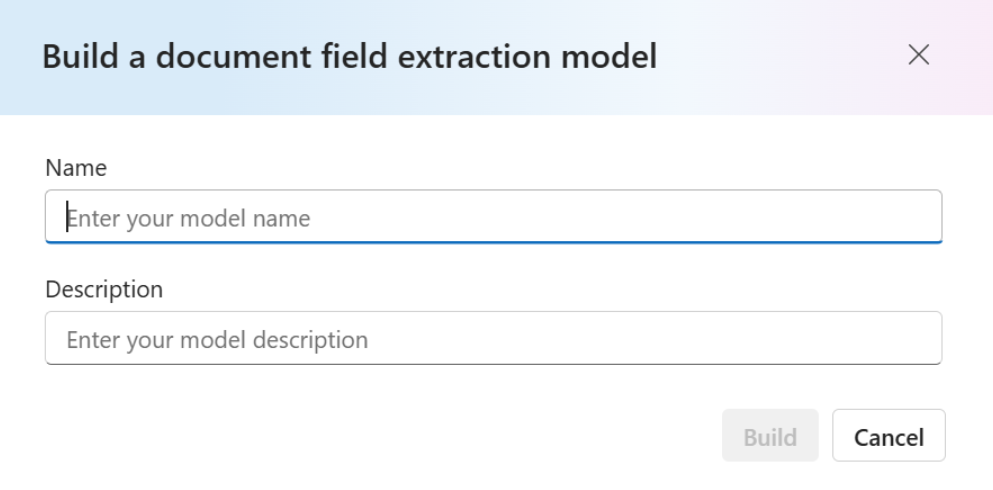 Build a document field extraction model
Name
Enter your model name
Description
Enter your model description
Build Cancel